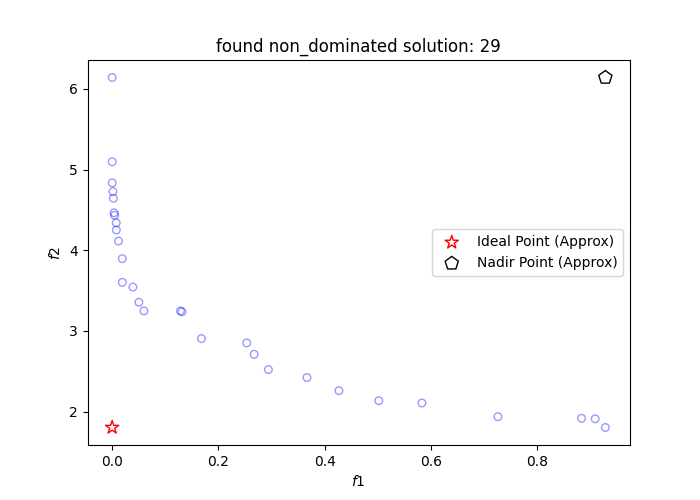 found non_dominated solution: 29
6
5
4
3
2
f2
Ideal Point (Approx)
Nadir Point (Approx)
0.0 0.2 0.4 0.6 0.8
f1